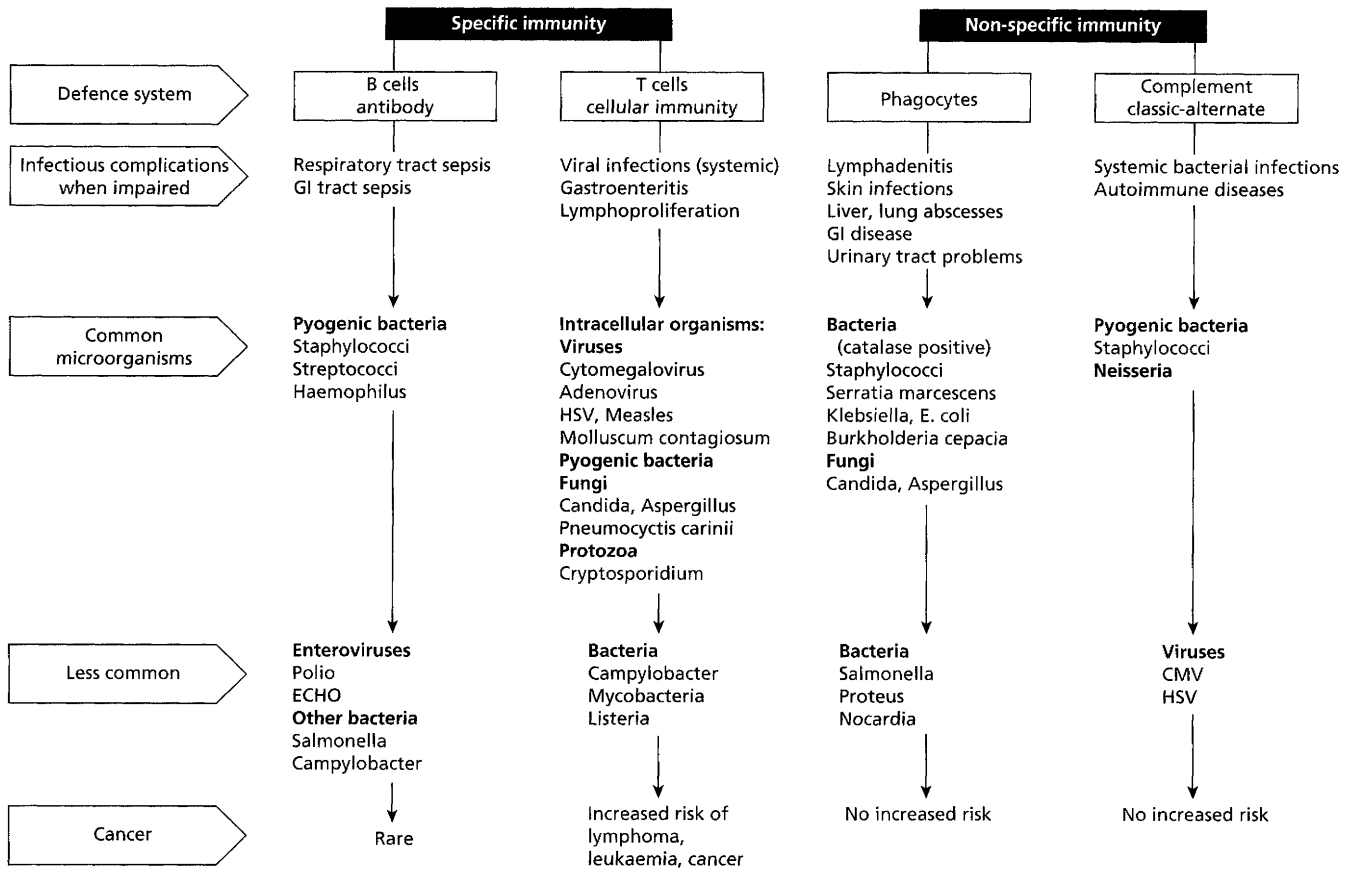 Specific immunity
Non-specific immunity
Defence system
B cells
antibody
T cells
cellular immunity
Phagocytes
Complement
classic-alternate
Infectious complications
when impaired
Respiratory tract sepsis
GI tract sepsis
Viral infections (systemic)
Gastroenteritis
Lymphoproliferation
Lymphadenitis
Skin infections
Liver, lung abscesses
GI disease
Urinary tract problems
Systemic bacterial infections
Autoimmune diseases
Common
microorganisms
Pyogenic bacteria
Staphylococci
Streptococci
Haemophilus
Intracellular organisms:
Viruses
Cytomegalovirus
Adenovirus
HSV, Measles
Molluscum contagiosum
Pyogenic bacteria
Fungi
Candida, Aspergillus
Pneumocyctis carinii
Protozoa
Cryptosporidium
Bacteria
(catalase positive)
Staphylococci
Serratia marcescens
Klebsiella, E. coli
Burkholderia cepacia
Fungi
Candida, Aspergillus
Pyogenic bacteria
Staphylococci
Neisseria
Less common
Enteroviruses
Polio
ECHO
Other bacteria
Salmonella
Campylobacter
Bacteria
Campylobacter
Mycobacteria
Listeria
Bacteria
Salmonella
Proteus
Nocardia
Viruses
CMV
HSV
Cancer
Rare
Increased risk of
lymphoma,
leukaemia, cancer
No increased risk
No increased risk